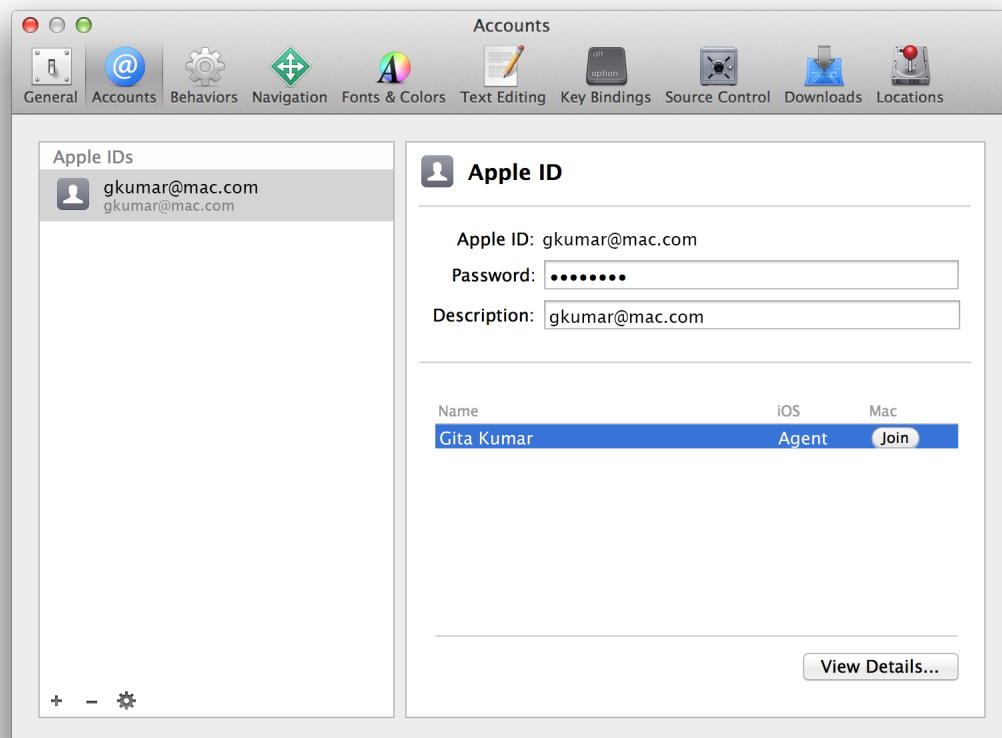 Accounts
General Accounts Behaviors Navigation Fonts & Colors Text Editing alt option Key Bindings Source Control Downloads Locations
Apple IDs
gkumar@mac.com
gkumar@mac.com
Apple ID
Apple ID: gkumar@mac.com
Password: ••••••••
Description: gkumar@mac.com
Name iOS Mac
Gita Kumar Agent Join
View Details...